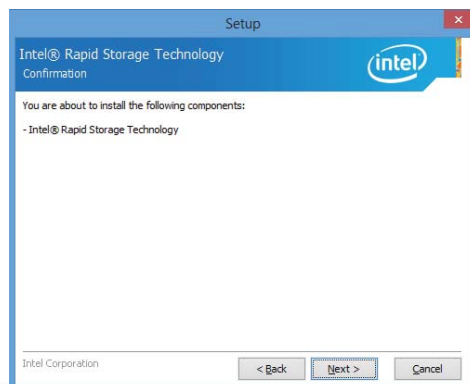 Setup
Intel® Rapid Storage Technology
Confirmation
intel
You are about to install the following components:
- Intel® Rapid Storage Technology
Intel Corporation
< Back
Next >
Cancel